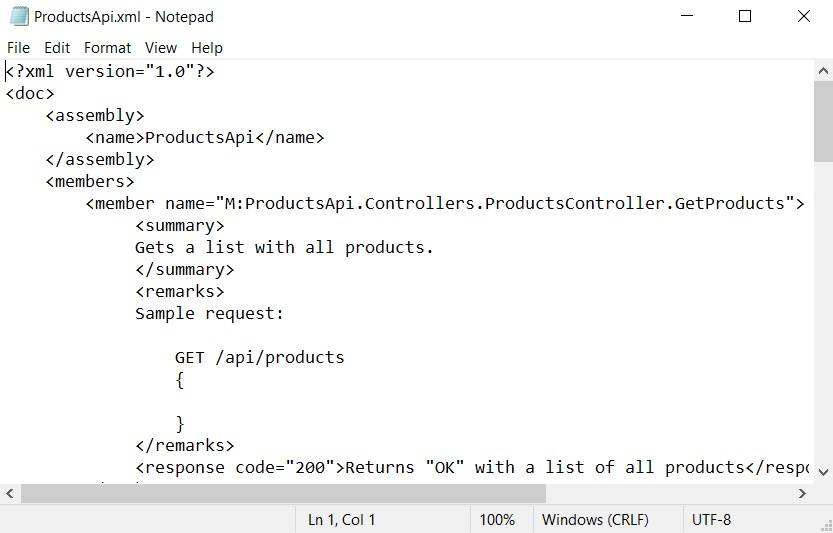 ProductsApi.xml - Notepad
File Edit Format View Help
<?xml version="1.0"?>
<doc>
    <assembly>
        <name>ProductsApi</name>
    </assembly>
    <members>
        <member name="M:ProductsApi.Controllers.ProductsController.GetProducts">
             <summary>
             Gets a list with all products.
             </summary>
             <remarks>
             Sample request:

                 GET /api/products
                 {

                 }
             </remarks>
             <response code="200">Returns "OK" with a list of all products</resp
Ln 1, Col 1 100% Windows (CRLF) UTF-8